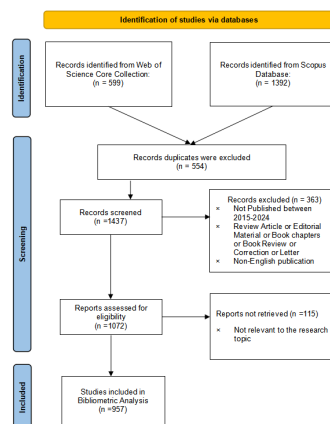 Identification of studies via databases
Identification
Records identified from Web of
Science Core Collection:
(n = 599)
Records identified from Scopus
Database:
(n = 1392)
Records duplicates were excluded
(n = 554)
Screening
Records screened
(n =1437)
Records excluded (n = 363)
× Not Published between
2015-2024
× Review Article or Editorial
Material or Book chapters
or Book Review or
Correction or Letter
× Non-English publication
Reports assessed for
eligibility
(n =1072)
Reports not retrieved (n =115)
× Not relevant to the research
topic
Included
Studies included in
Bibliometric Analysis
(n =957)